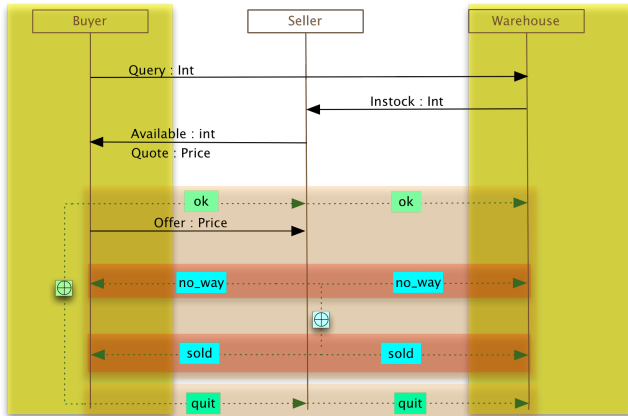 Buyer Seller Warehouse
Query : Int
Instock : Int
Available : int
Quote : Price
ok ok
Offer : Price
no_way no_way
sold sold
quit quit